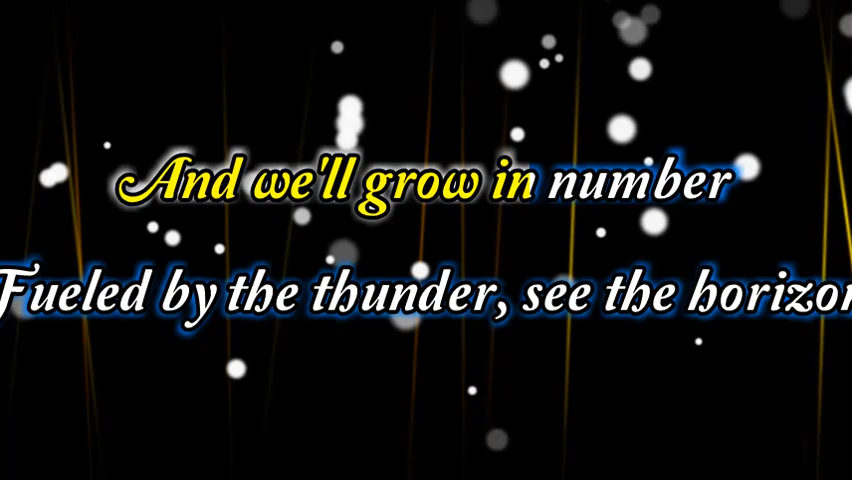 And we'll grow in number
Fueled by the thunder, see the horizon